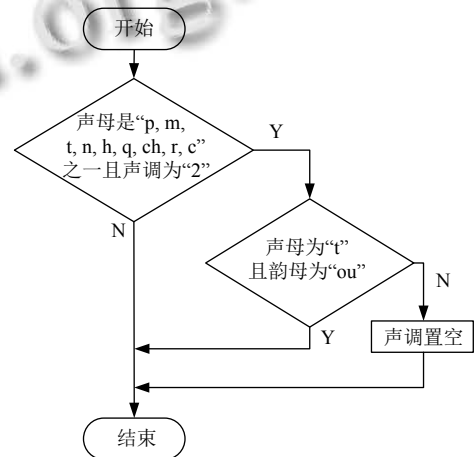 开始
声母是“p, m,
t, n, h, q, ch, r, c”
之一且声调为“2”
Y
N
声母为“t”
且韵母为“ou”
N
Y
声调置空
结束